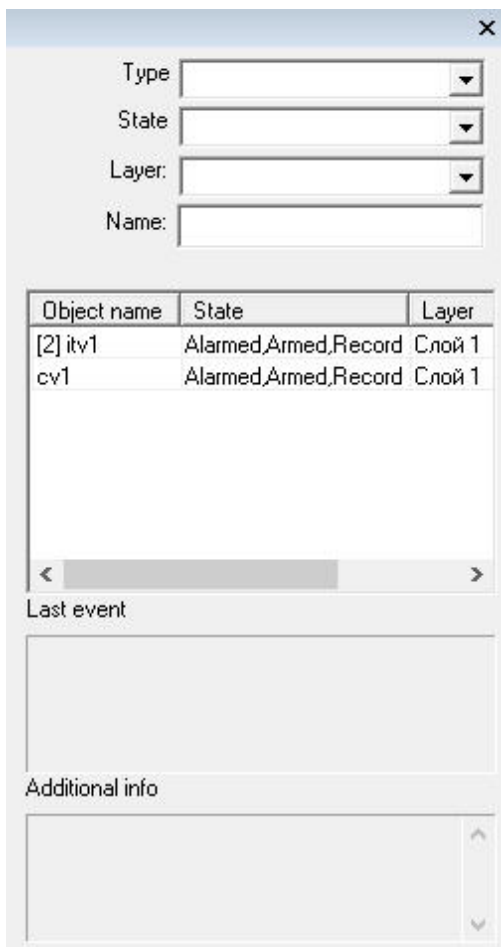 Type
State
Layer:
Name:
Object name State Layer
[2] itv1 Alarmed,Armed,Record Слой 1
cv1 Alarmed,Armed,Record Слой 1
Last event
Additional info